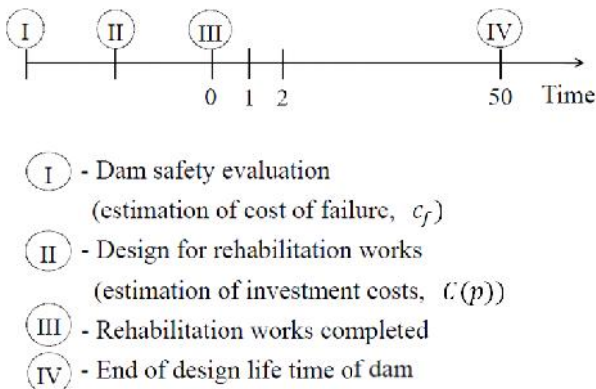 I II III IV
0 1 2 50 Time
I - Dam safety evaluation
(estimation of cost of failure, c_f)
II - Design for rehabilitation works
(estimation of investment costs, C(p))
III - Rehabilitation works completed
IV - End of design life time of dam